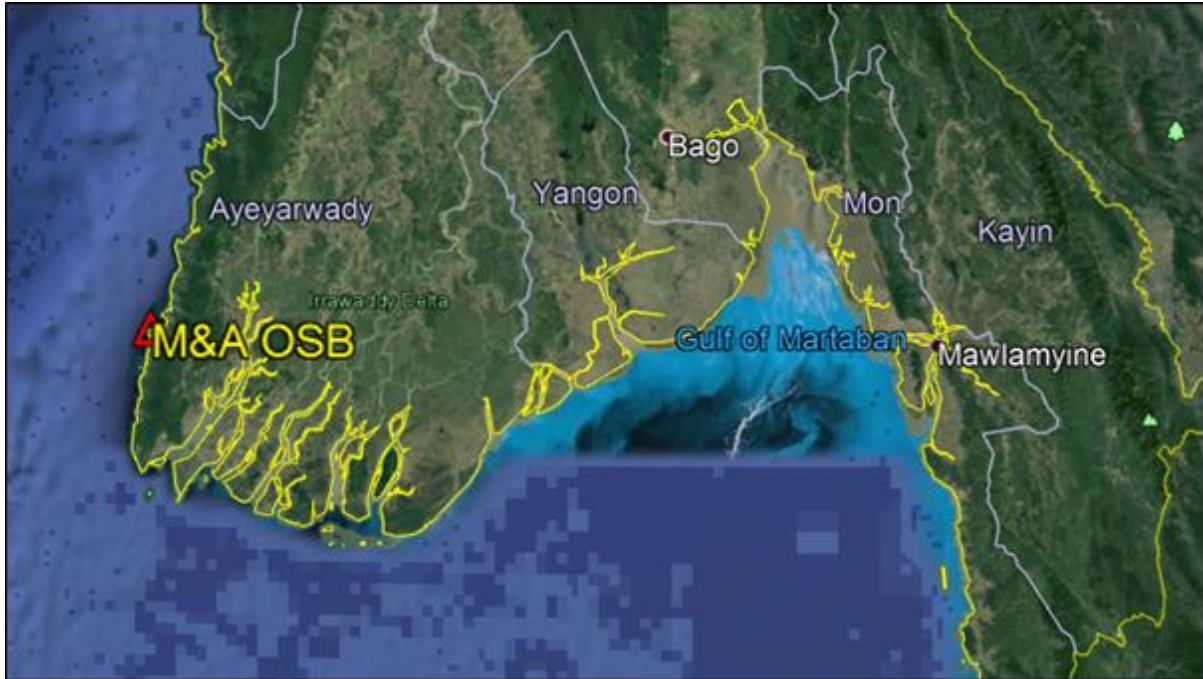 Bago
Yangon
Mon
Ayeyarwady
Kayin
Irrawaddy Delta
M&A OSB
Gulf of Martaban
Mawlamyine